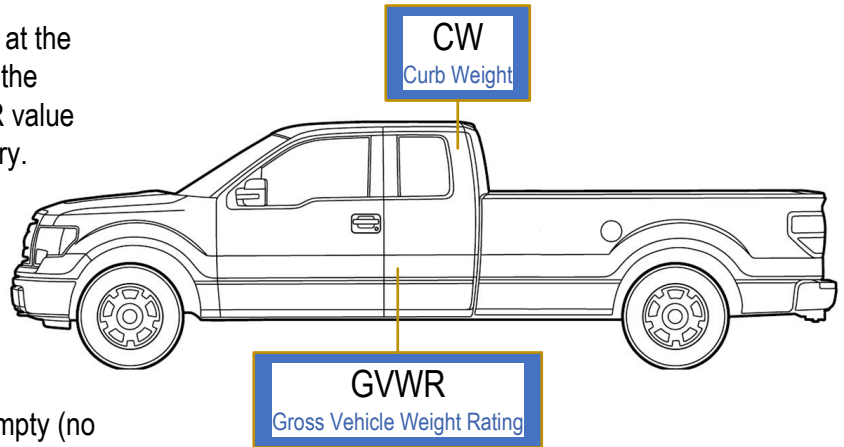 at the
the
R value
ry.
CW
Curb Weight
GVWR
Gross Vehicle Weight Rating
mpty (no